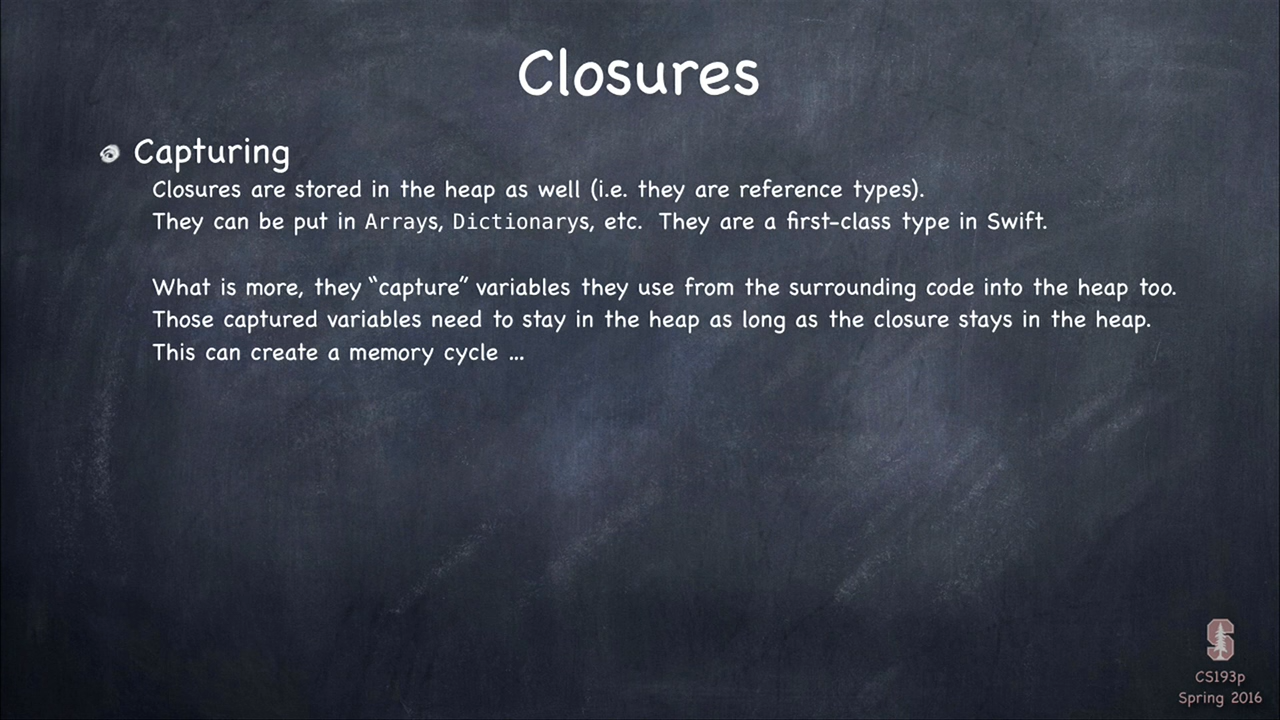 Closures
Capturing
Closures are stored in the heap as well (i.e. they are reference types).
They can be put in Arrays, Dictionarys, etc. They are a first-class type in Swift.
What is more, they “capture” variables they use from the surrounding code into the heap too.
Those captured variables need to stay in the heap as long as the closure stays in the heap.
This can create a memory cycle ...
S
CS193p
Spring 2016